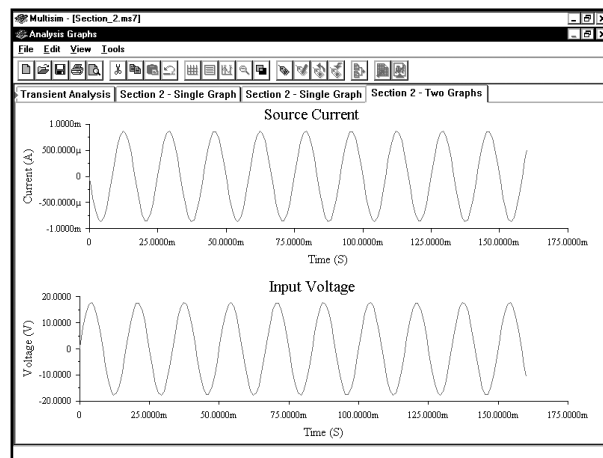 Multisim - [Section_2.ms7]
Analysis Graphs
File Edit View Tools
Transient Analysis Section 2 - Single Graph Section 2 - Single Graph Section 2 - Two Graphs
Source Current
1.0000m
500.0000µ
0
-500.0000µ
-1.0000m
Current (A)
0 25.0000m 50.0000m 75.0000m 100.0000m 125.0000m 150.0000m 175.0000m
Time (S)
Input Voltage
20.0000
10.0000
0
-10.0000
-20.0000
Voltage (V)
0 25.0000m 50.0000m 75.0000m 100.0000m 125.0000m 150.0000m 175.0000m
Time (S)